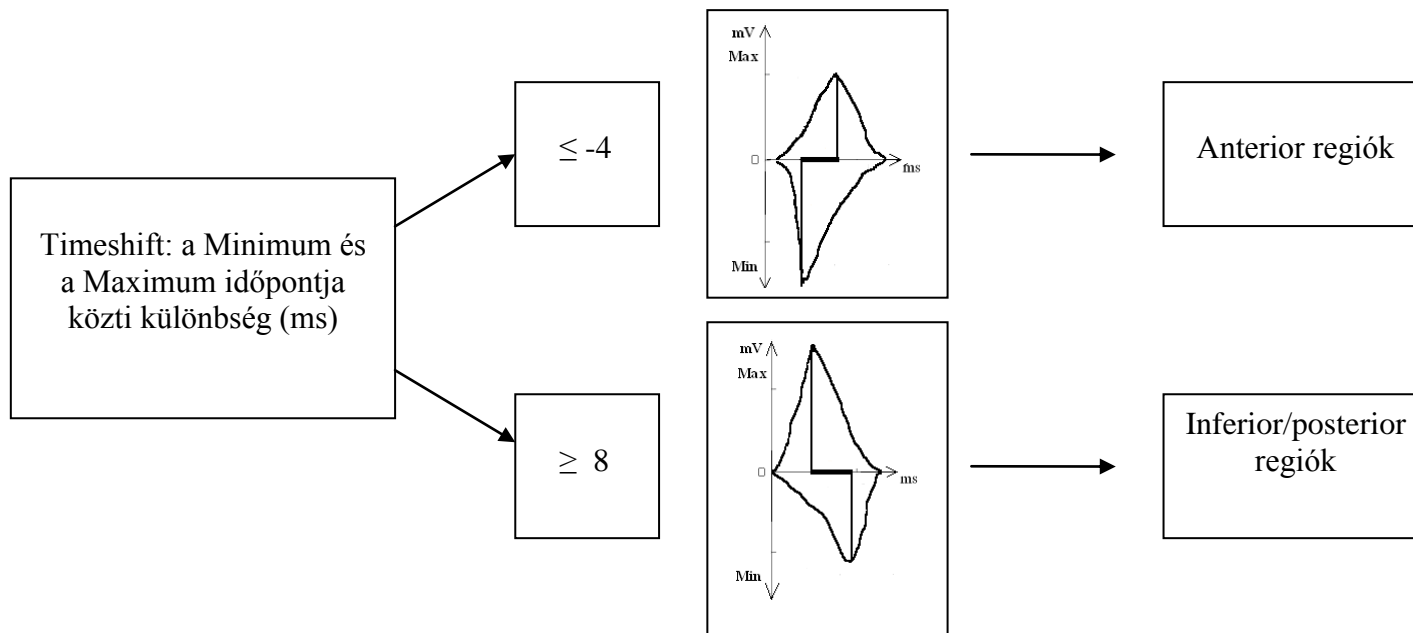 Timeshift: a Minimum és
a Maximum időpontja
közti különbség (ms)
≤ -4
mV
Max
0
ms
Min
Anterior regiók
≥ 8
mV
Max
0
ms
Min
Inferior/posterior
regiók